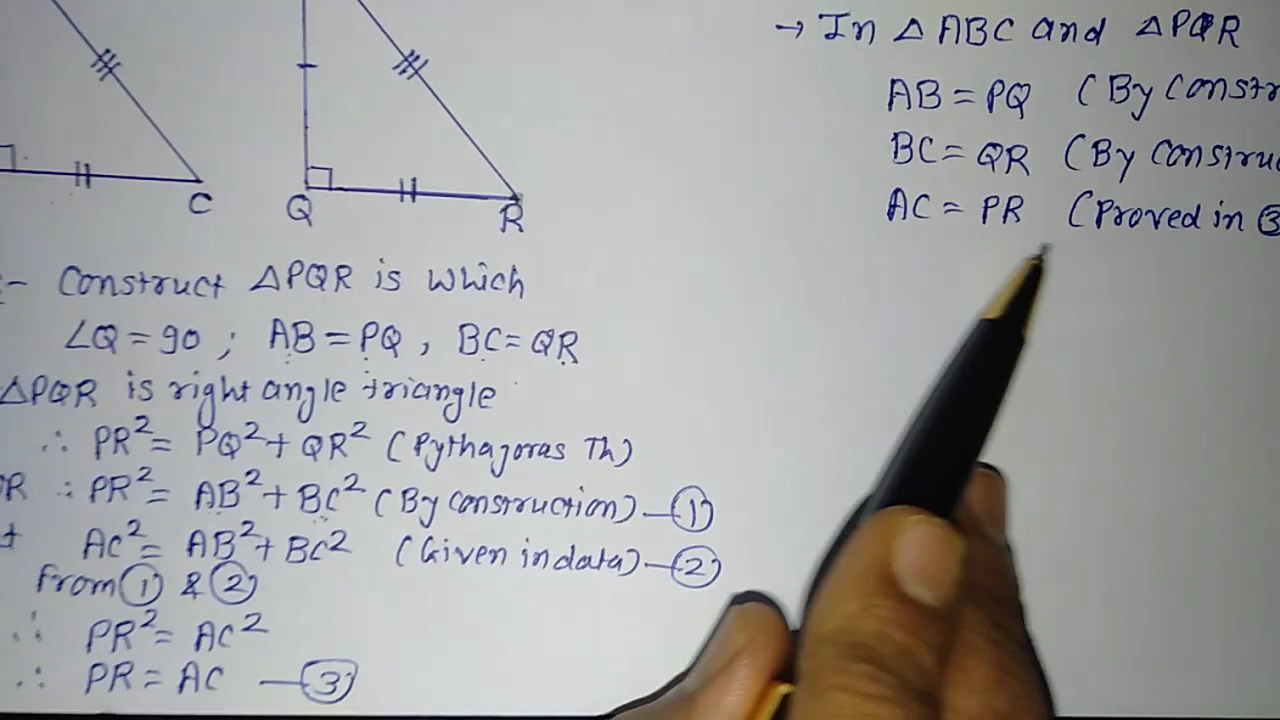 C
Q
R
:- Construct △PQR is which
∠Q = 90 ; AB = PQ , BC = QR
△PQR is right angle triangle
∴ PR² = PQ² + QR² (Pythagoras Th)
∴ PR² = AB² + BC² (By construction) — ①
AC² = AB² + BC² (Given in data) — ②
From ① & ②
∴ PR² = AC²
∴ PR = AC — ③
→ In △ABC and △PQR
AB = PQ (By Constr
BC = QR (By constru
AC = PR (Proved in ③